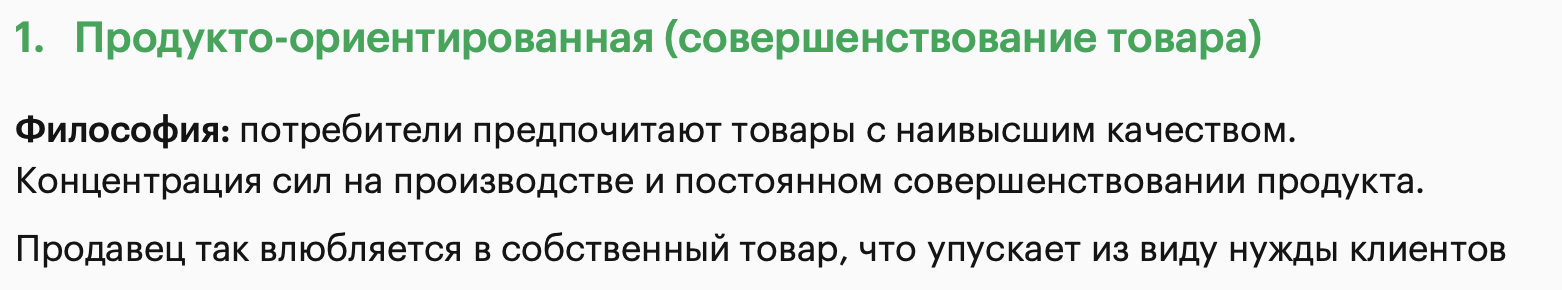 1. Продукто-ориентированная (совершенствование товара)
Философия: потребители предпочитают товары с наивысшим качеством.
Концентрация сил на производстве и постоянном совершенствовании продукта.
Продавец так влюбляется в собственный товар, что упускает из виду нужды клиентов